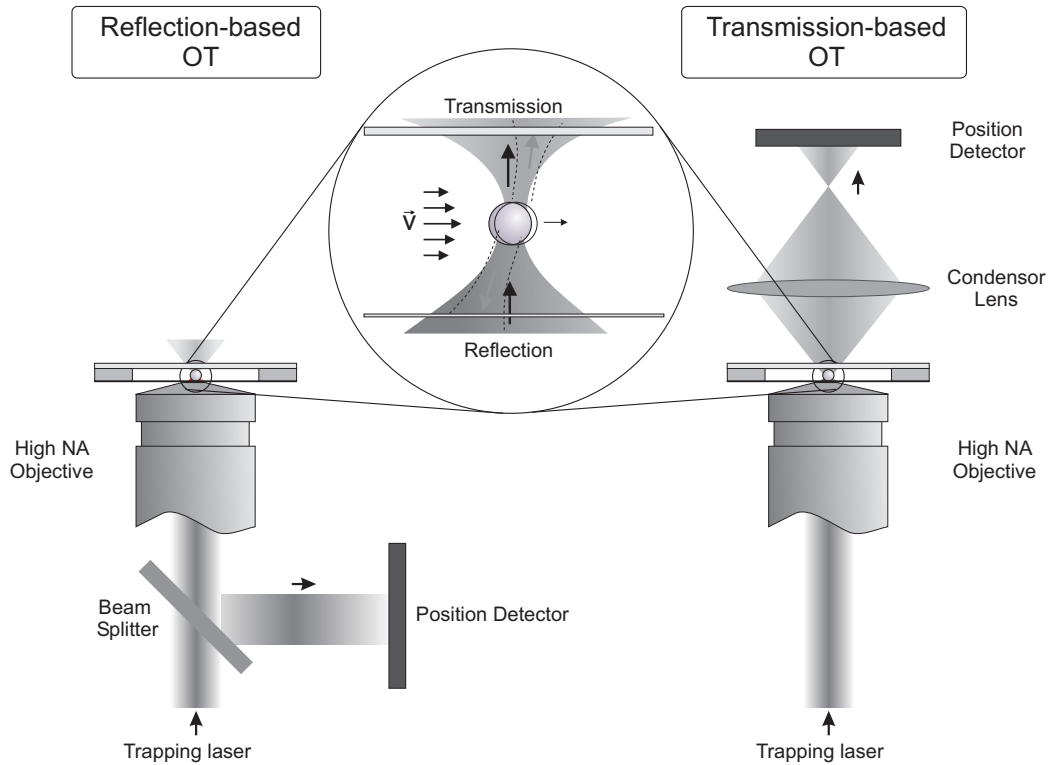 Reflection-based
OT
Transmission-based
OT
Transmission
v⃗
Reflection
Position
Detector
Condensor
Lens
High NA
Objective
High NA
Objective
Beam
Splitter
Position Detector
Trapping laser
Trapping laser